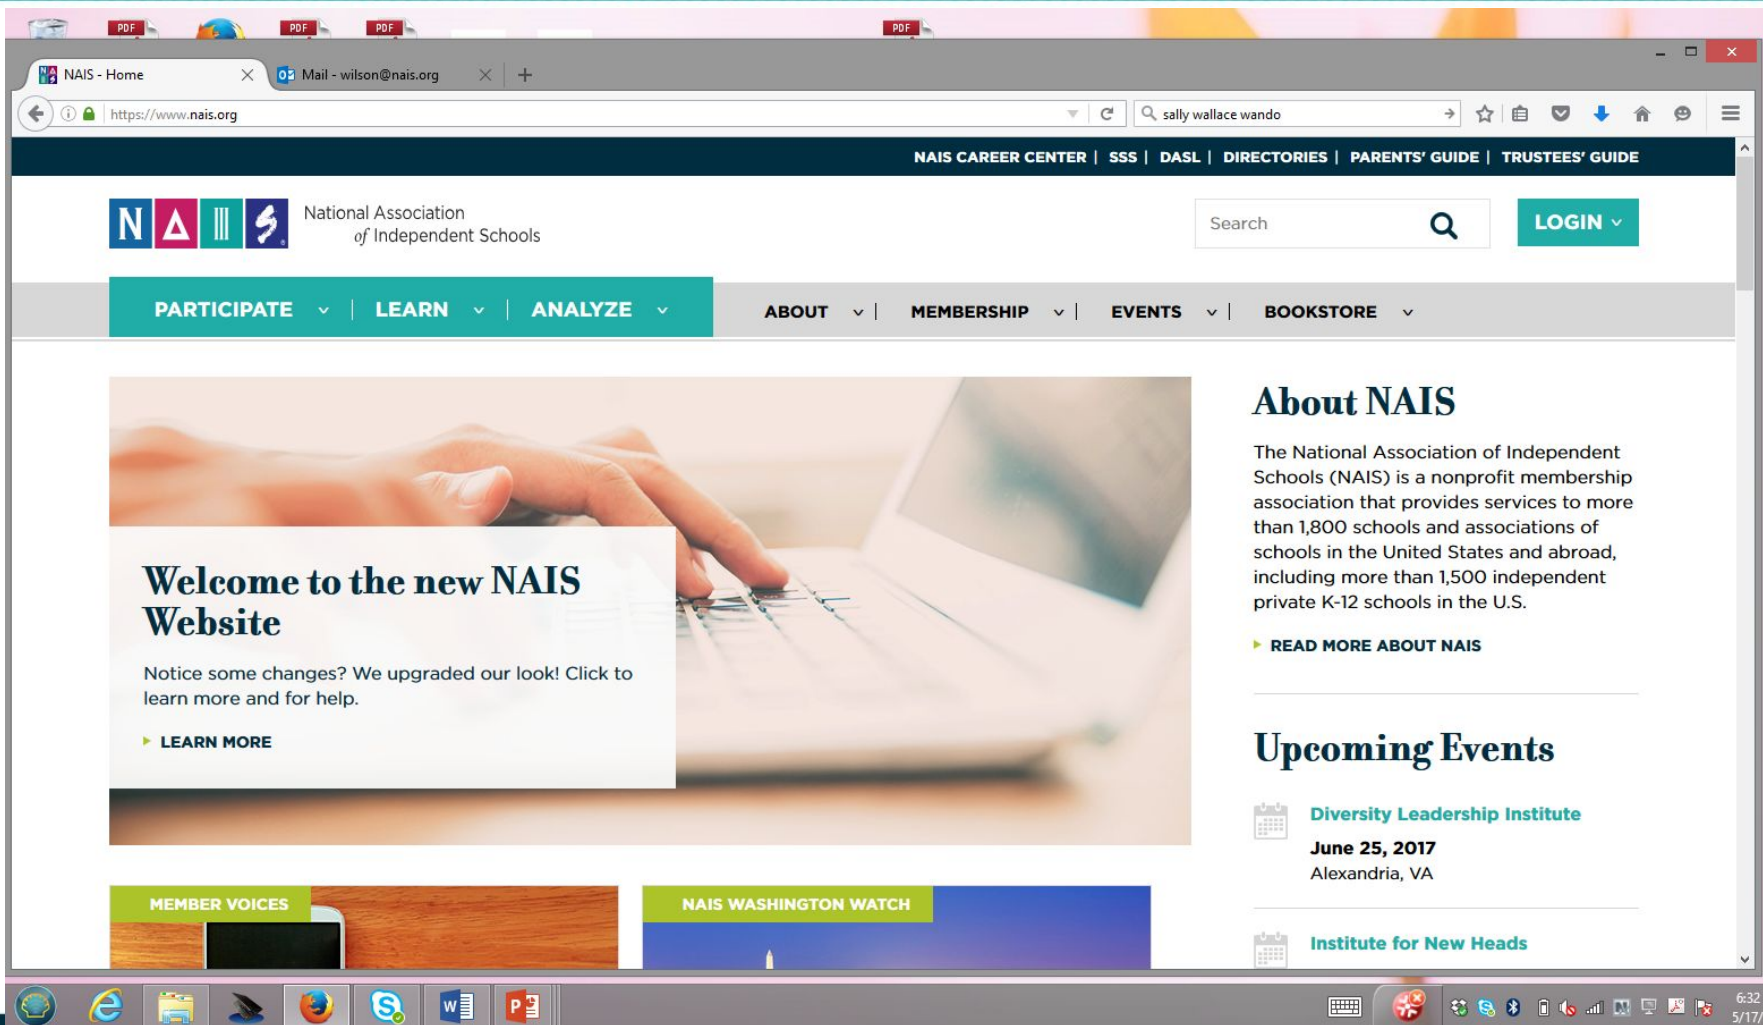 PDF PDF PDF PDF
NAIS - Home
Mail - wilson@nais.org
https://www.nais.org
sally wallace wando
NAIS CAREER CENTER | SSS | DASL | DIRECTORIES | PARENTS' GUIDE | TRUSTEES' GUIDE
NAIS
National Association
of Independent Schools
Search
LOGIN
PARTICIPATE | LEARN | ANALYZE
ABOUT | MEMBERSHIP | EVENTS | BOOKSTORE
Welcome to the new NAIS
Website
Notice some changes? We upgraded our look! Click to
learn more and for help.
LEARN MORE
About NAIS
The National Association of Independent
Schools (NAIS) is a nonprofit membership
association that provides services to more
than 1,800 schools and associations of
schools in the United States and abroad,
including more than 1,500 independent
private K-12 schools in the U.S.
READ MORE ABOUT NAIS
Upcoming Events
Diversity Leadership Institute
June 25, 2017
Alexandria, VA
Institute for New Heads
MEMBER VOICES
NAIS WASHINGTON WATCH
6:32
5/17/